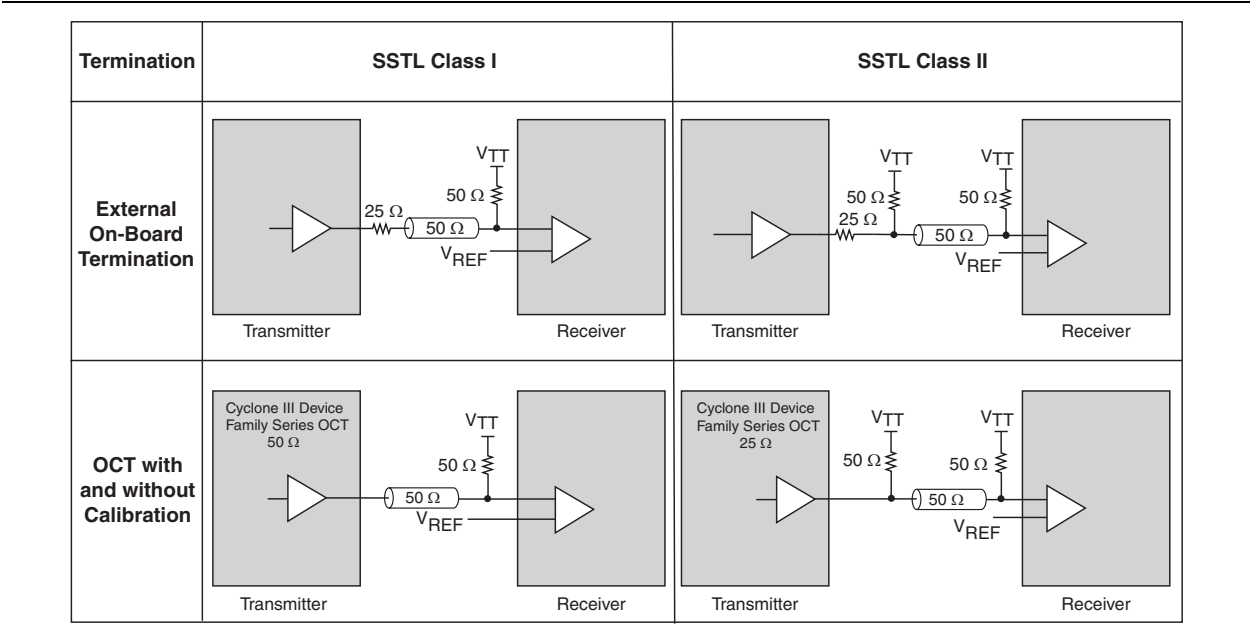 Termination
SSTL Class I
SSTL Class II
External
On-Board
Termination
VTT
50 Ω
25 Ω
50 Ω
VREF
Transmitter
Receiver
VTT
VTT
50 Ω
50 Ω
25 Ω
50 Ω
VREF
Transmitter
Receiver
OCT with
and without
Calibration
Cyclone III Device
Family Series OCT
50 Ω
VTT
50 Ω
50 Ω
VREF
Transmitter
Receiver
Cyclone III Device
Family Series OCT
25 Ω
VTT
VTT
50 Ω
50 Ω
50 Ω
VREF
Transmitter
Receiver